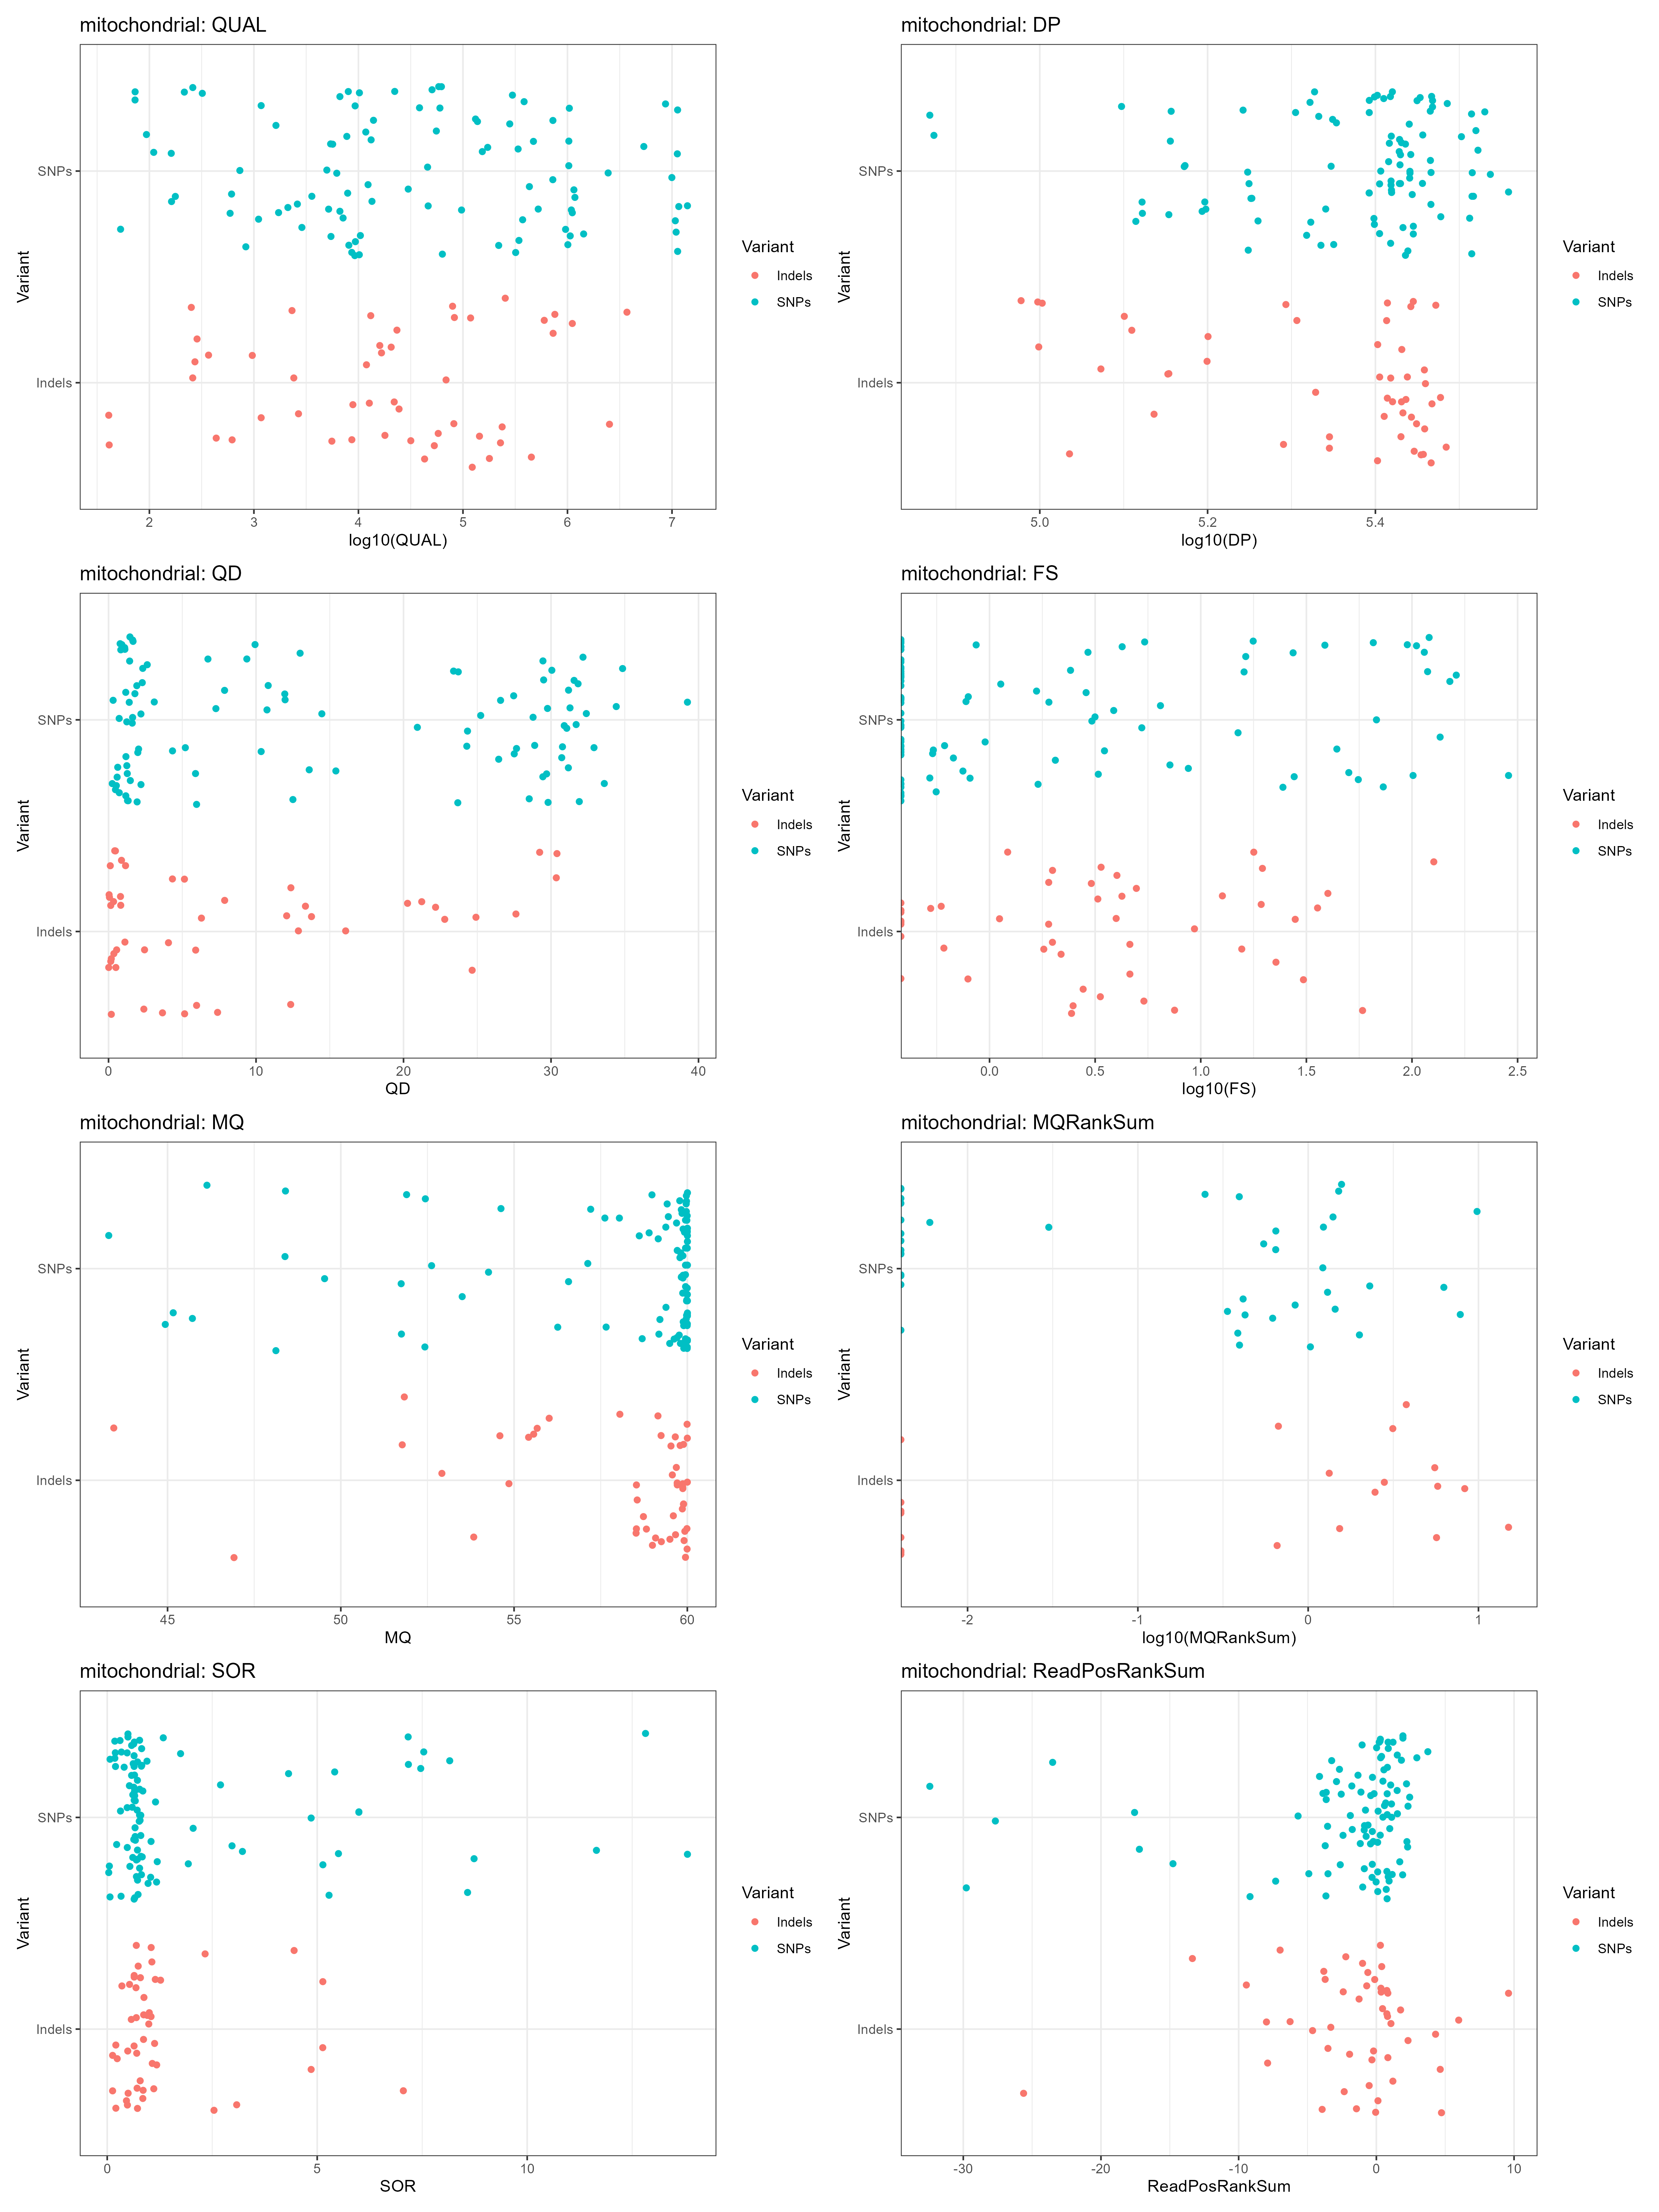 mitochondrial: QUAL
Variant
SNPs
Indels
2 3 4 5 6 7
log10(QUAL)
Variant
Indels
SNPs
mitochondrial: DP
Variant
SNPs
Indels
5.0 5.2 5.4
log10(DP)
Variant
Indels
SNPs
mitochondrial: QD
Variant
SNPs
Indels
0 10 20 30 40
QD
Variant
Indels
SNPs
mitochondrial: FS
Variant
SNPs
Indels
0.0 0.5 1.0 1.5 2.0 2.5
log10(FS)
Variant
Indels
SNPs
mitochondrial: MQ
Variant
SNPs
Indels
45 50 55 60
MQ
Variant
Indels
SNPs
mitochondrial: MQRankSum
Variant
SNPs
Indels
-2 -1 0 1
log10(MQRankSum)
Variant
Indels
SNPs
mitochondrial: SOR
Variant
SNPs
Indels
0 5 10
SOR
Variant
Indels
SNPs
mitochondrial: ReadPosRankSum
Variant
SNPs
Indels
-30 -20 -10 0 10
ReadPosRankSum
Variant
Indels
SNPs